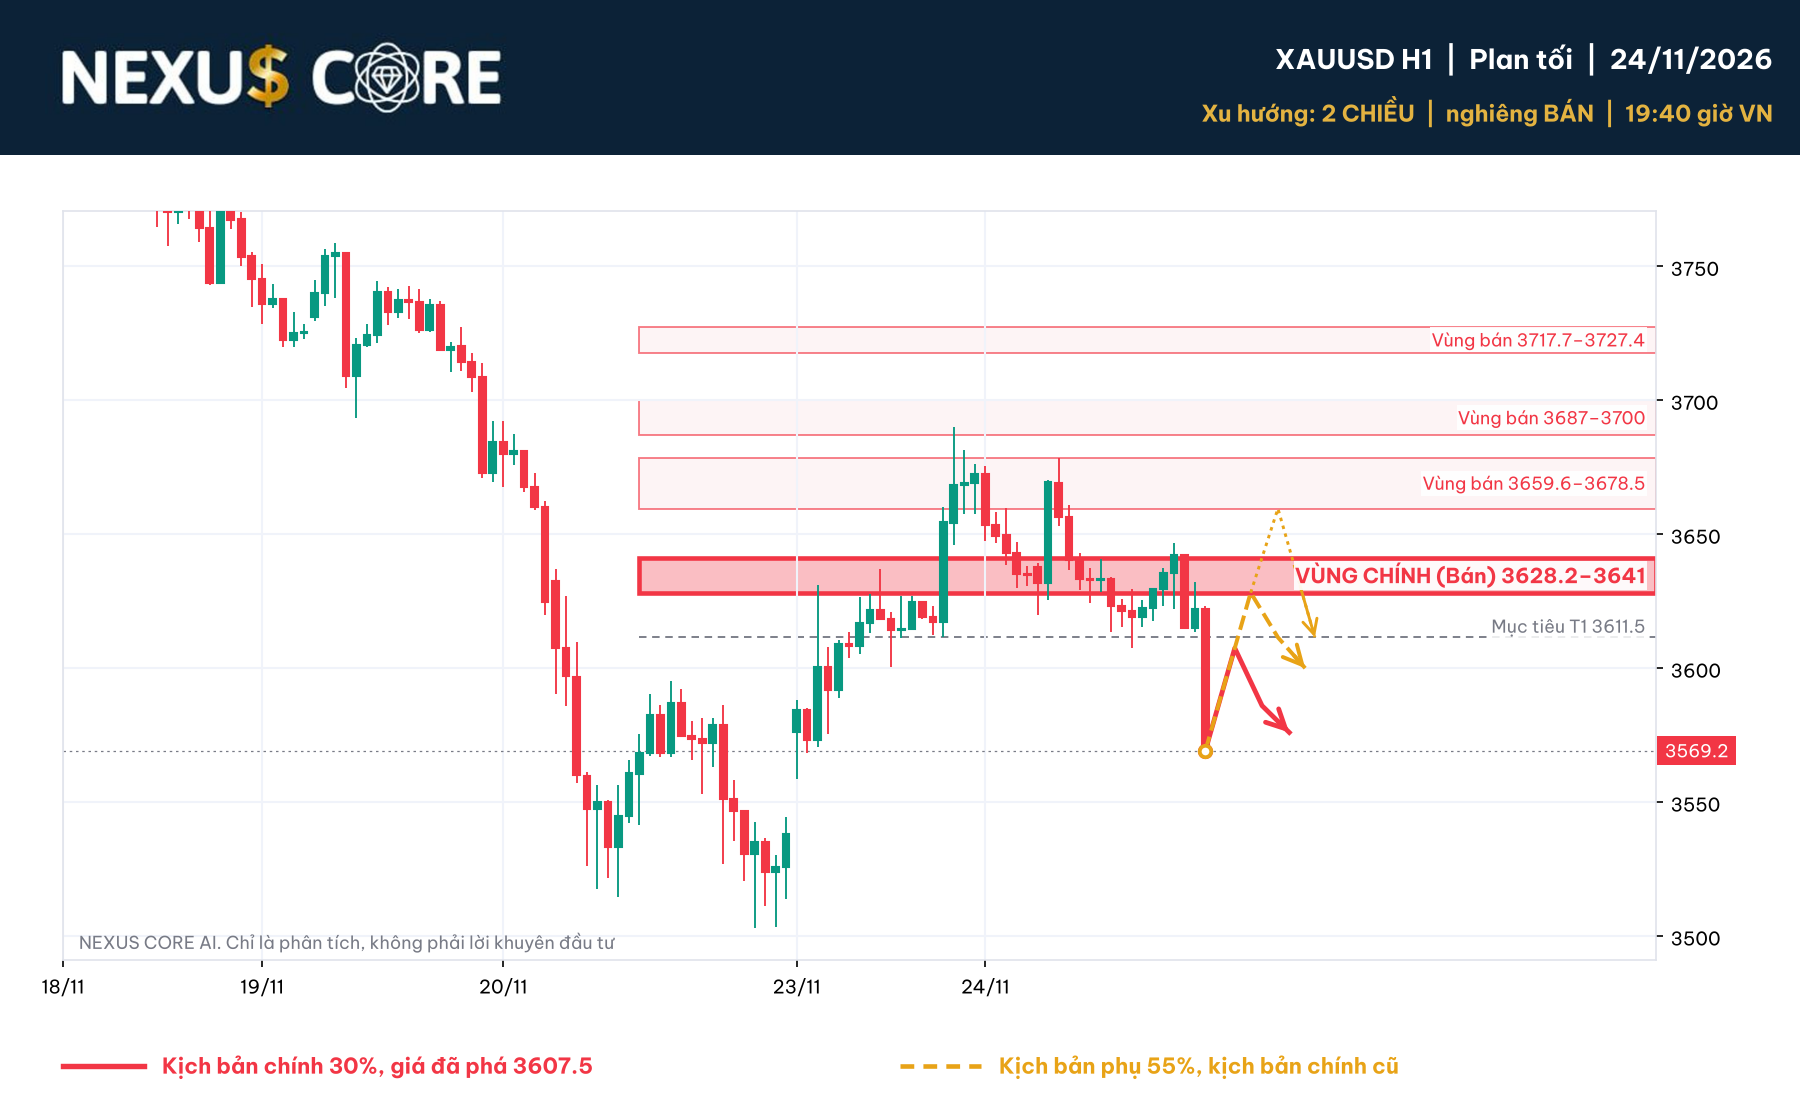 NEXU$ CORE
XAUUSD H1 | Plan tối | 24/11/2026
Xu hướng: 2 CHIỀU | nghiêng BÁN | 19:40 giờ VN
3750
Vùng bán 3717.7–3727.4
3700
Vùng bán 3687–3700
Vùng bán 3659.6–3678.5
3650
VÙNG CHÍNH (Bán) 3628.2–3641
Mục tiêu T1 3611.5
3600
3569.2
3550
3500
NEXUS CORE AI. Chỉ là phân tích, không phải lời khuyên đầu tư
18/11 19/11 20/11 23/11 24/11
Kịch bản chính 30%, giá đã phá 3607.5
Kịch bản phụ 55%, kịch bản chính cũ